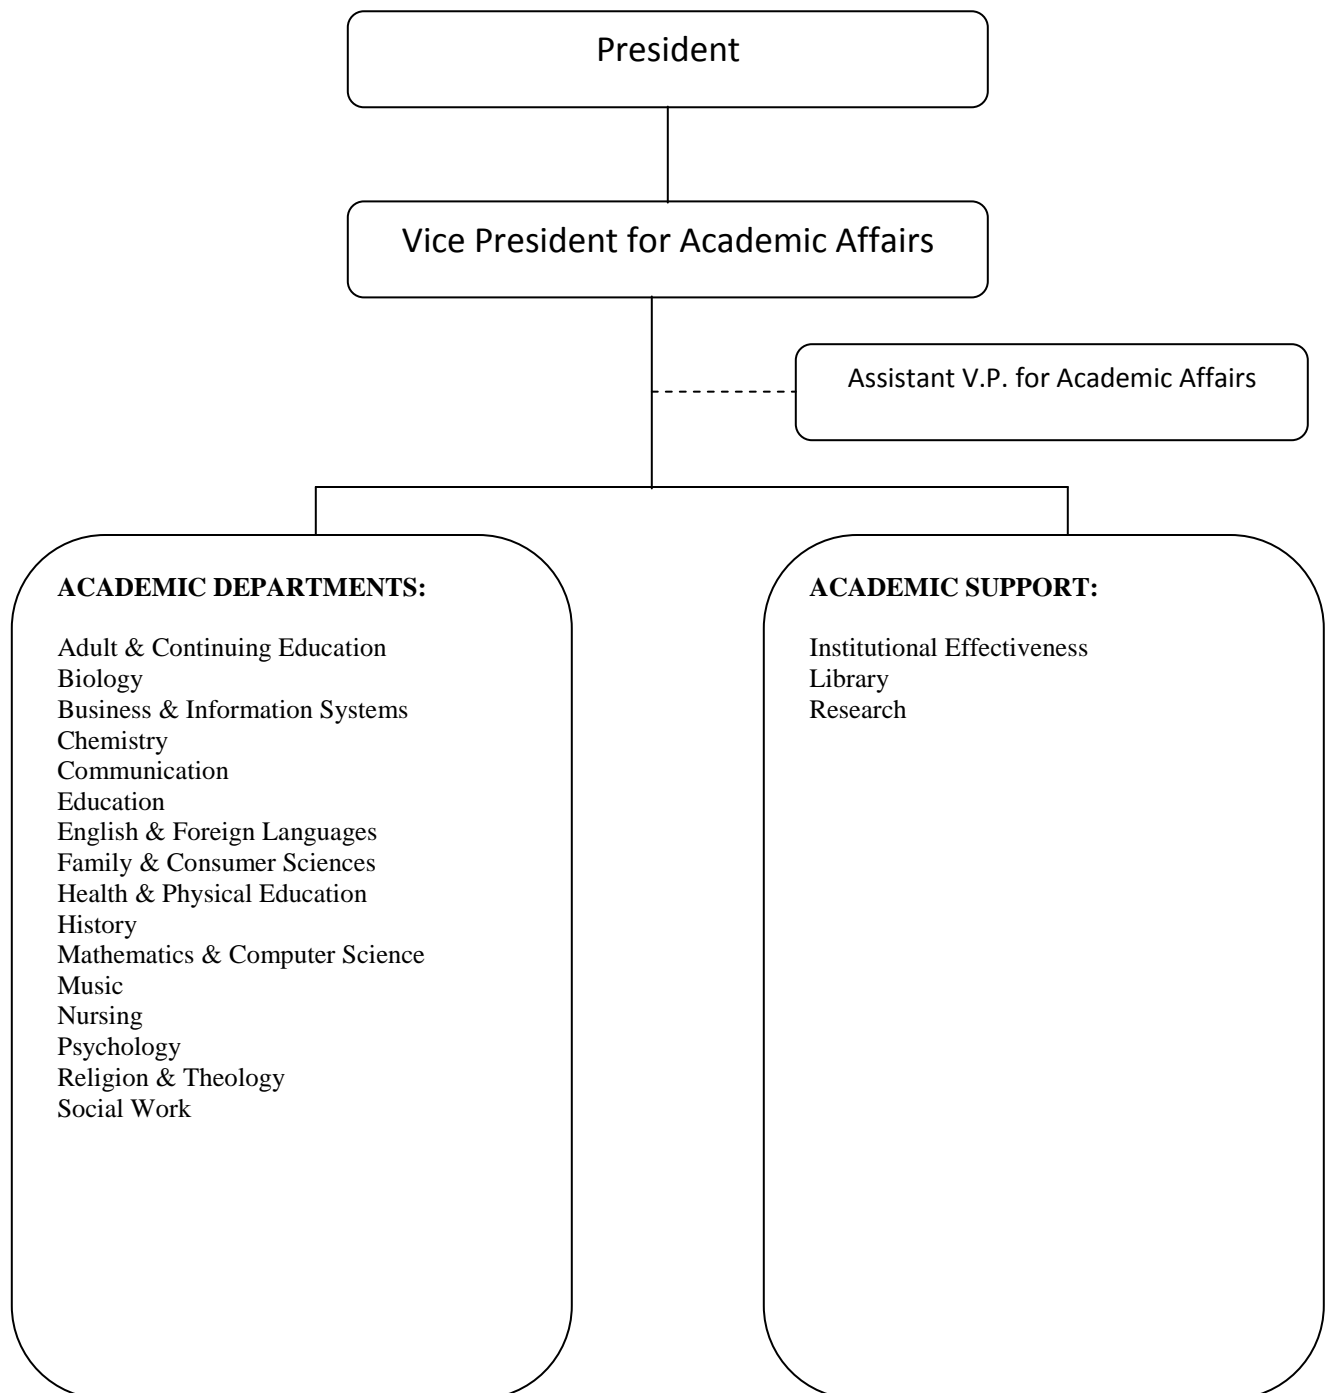 President
Vice President for Academic Affairs
Assistant V.P. for Academic Affairs
ACADEMIC DEPARTMENTS:
Adult & Continuing Education
Biology
Business & Information Systems
Chemistry
Communication
Education
English & Foreign Languages
Family & Consumer Sciences
Health & Physical Education
History
Mathematics & Computer Science
Music
Nursing
Psychology
Religion & Theology
Social Work
ACADEMIC SUPPORT:
Institutional Effectiveness
Library
Research